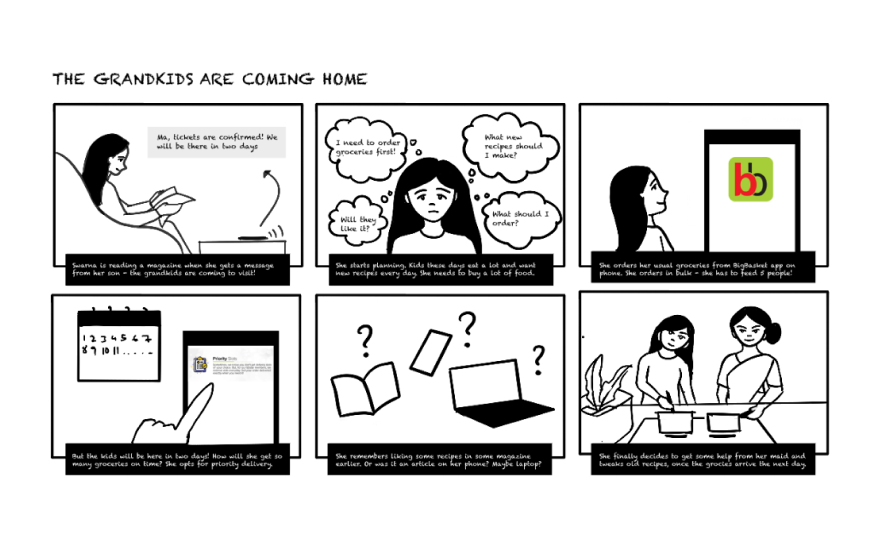 THE GRANDKIDS ARE COMING HOME
Ma, tickets are confirmed! We
will be there in two days
Swarna is reading a magazine when she gets a message
from her son - the grandkids are coming to visit!
I need to order
groceries first!
What new
recipes should
I make?
Will they
like it?
What should I
order?
She starts planning. Kids these days eat a lot and want
new recipes every day. She needs to buy a lot of food.
bb
She orders her usual groceries from BigBasket app on
phone. She orders in bulk - she has to feed 5 people!
1 2 3 4 5 6 7
8 9 10 11 . . . . -
Priority
But the kids will be here in two days! How will she get so
many groceries on time? She opts for priority delivery.
?
?
?
She remembers liking some recipes in some magazine
earlier. Or was it an article on her phone? Maybe laptop?
She finally decides to get some help from her maid and
tweaks old recipes, once the grocies arrive the next day.